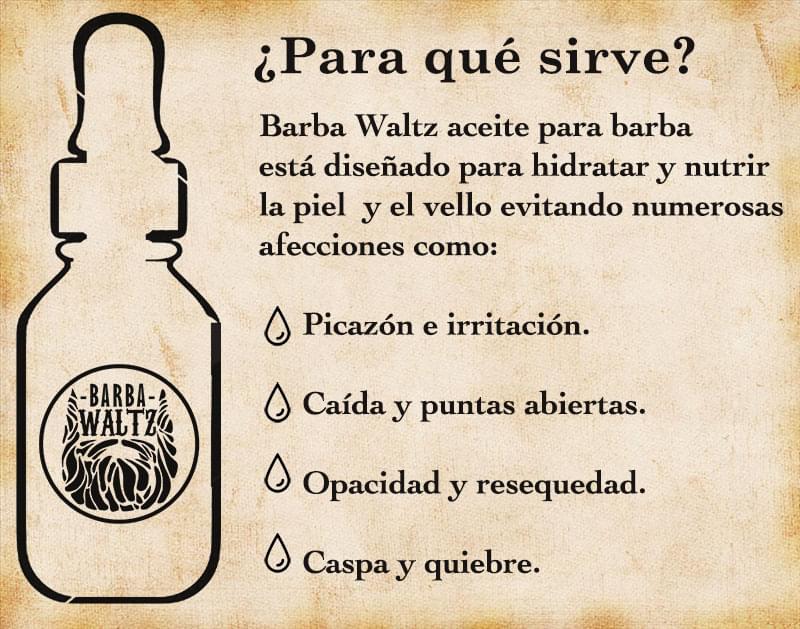 ¿Para qué sirve?
Barba Waltz aceite para barba
está diseñado para hidratar y nutrir
la piel y el vello evitando numerosas
afecciones como:
Picazón e irritación.
Caída y puntas abiertas.
Opacidad y resequedad.
Caspa y quiebre.
-BARBA-
WALTZ